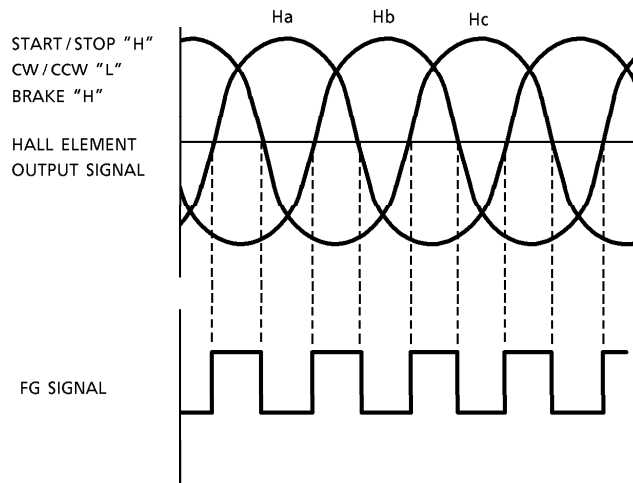 Ha Hb Hc
START/STOP "H"
CW/CCW "L"
BRAKE "H"
HALL ELEMENT
OUTPUT SIGNAL
FG SIGNAL